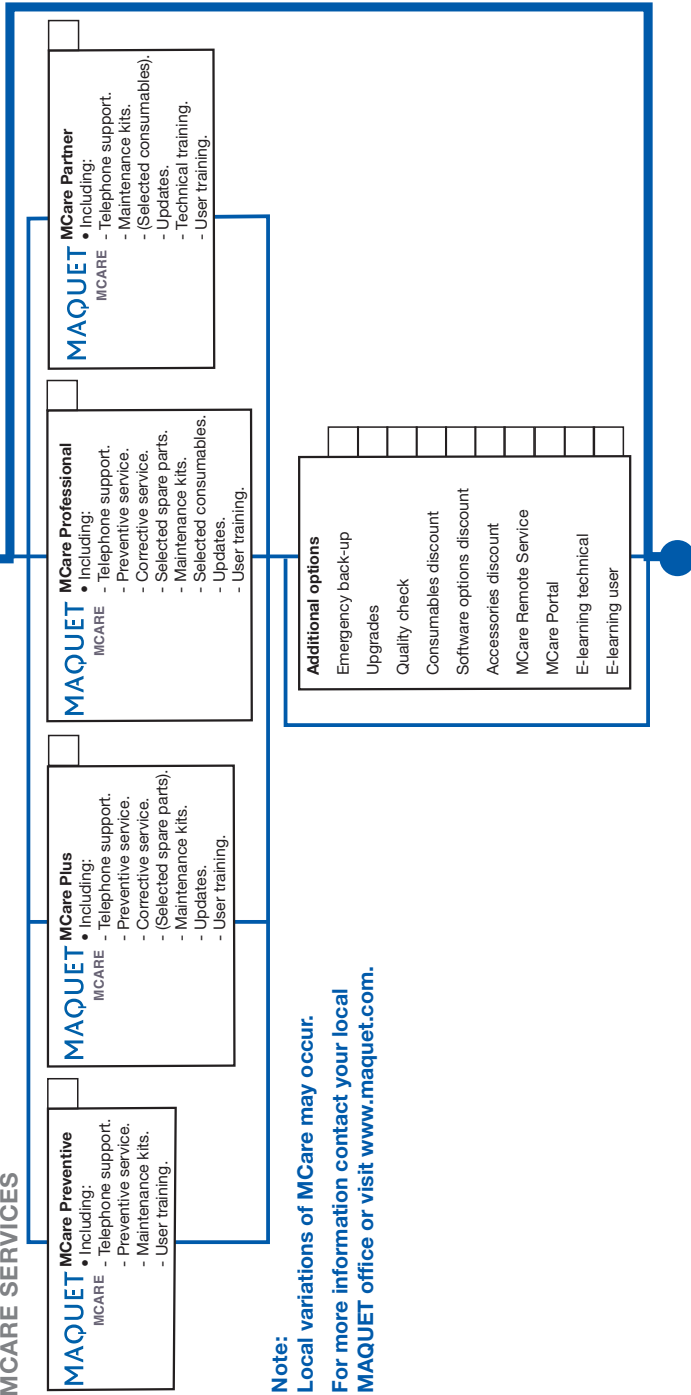 MCARE SERVICES
MAQUET
MCARE
MCare Preventive
• Including:
- Telephone support.
- Preventive service.
- Maintenance kits.
- User training.
MAQUET
MCARE
MCare Plus
• Including:
- Telephone support.
- Preventive service.
- Corrective service.
- (Selected spare parts).
- Maintenance kits.
- Updates.
- User training.
MAQUET
MCARE
MCare Professional
• Including:
- Telephone support.
- Preventive service.
- Corrective service.
- Selected spare parts.
- Maintenance kits.
- Selected consumables.
- Updates.
- User training.
MAQUET
MCARE
MCare Partner
• Including:
- Telephone support.
- Maintenance kits.
- (Selected consumables).
- Updates.
- Technical training.
- User training.
Additional options
Emergency back-up
Upgrades
Quality check
Consumables discount
Software options discount
Accessories discount
MCare Remote Service
MCare Portal
E-learning technical
E-learning user
Note:
Local variations of MCare may occur.
For more information contact your local
MAQUET office or visit www.maquet.com.